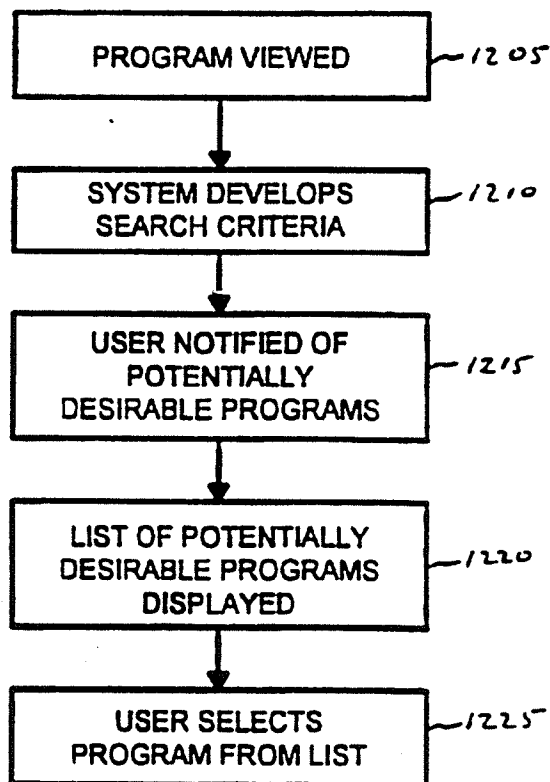 PROGRAM VIEWED
1205
SYSTEM DEVELOPS
SEARCH CRITERIA
1210
USER NOTIFIED OF
POTENTIALLY
DESIRABLE PROGRAMS
1215
LIST OF POTENTIALLY
DESIRABLE PROGRAMS
DISPLAYED
1220
USER SELECTS
PROGRAM FROM LIST
1225